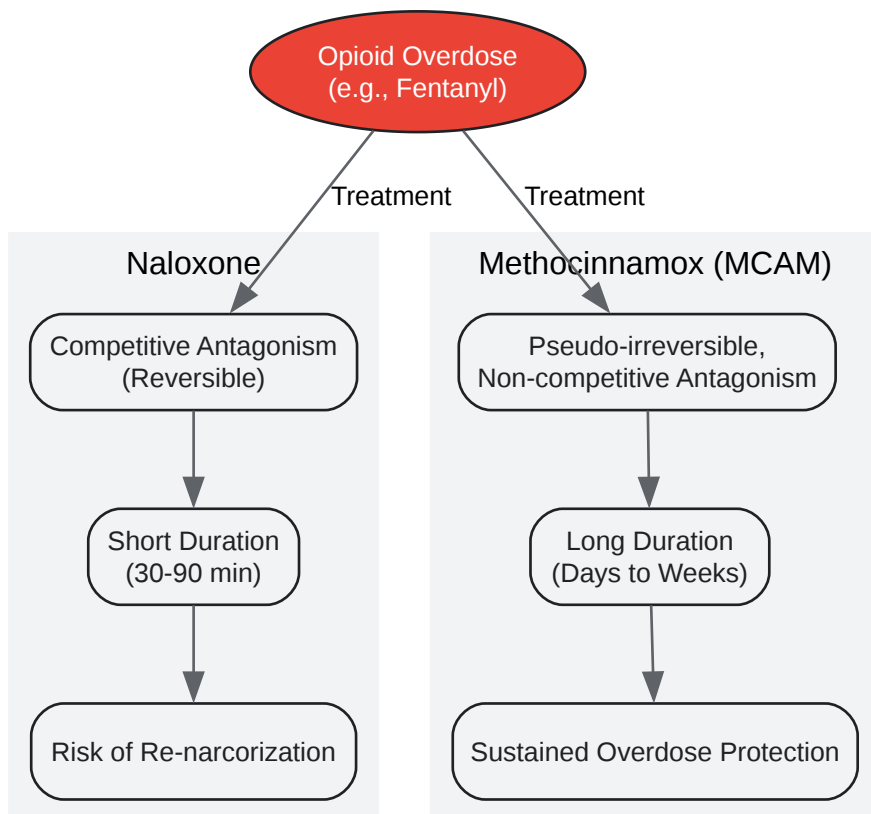 Opioid Overdose
(e.g., Fentanyl)
Treatment
Treatment
Naloxone
Competitive Antagonism
(Reversible)
Short Duration
(30-90 min)
Risk of Re-narcorization
Methocinnamox (MCAM)
Pseudo-irreversible,
Non-competitive Antagonism
Long Duration
(Days to Weeks)
Sustained Overdose Protection